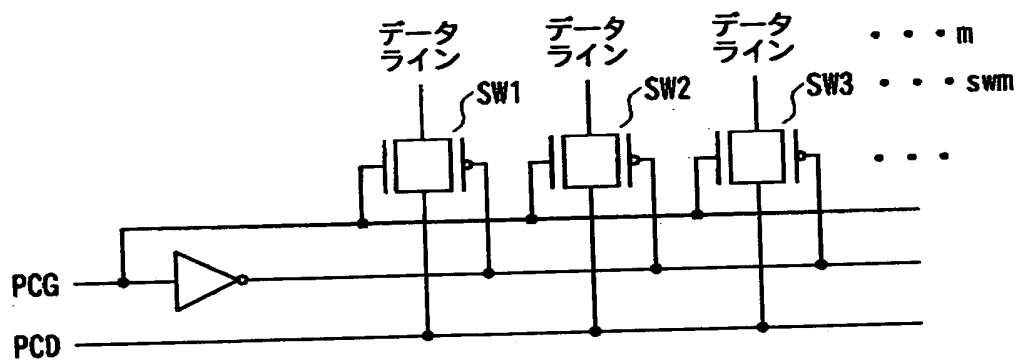 データ
ライン
データ
ライン
データ
ライン
・・・m
SW1
SW2
SW3
・・・swm
・・・
PCG
PCD